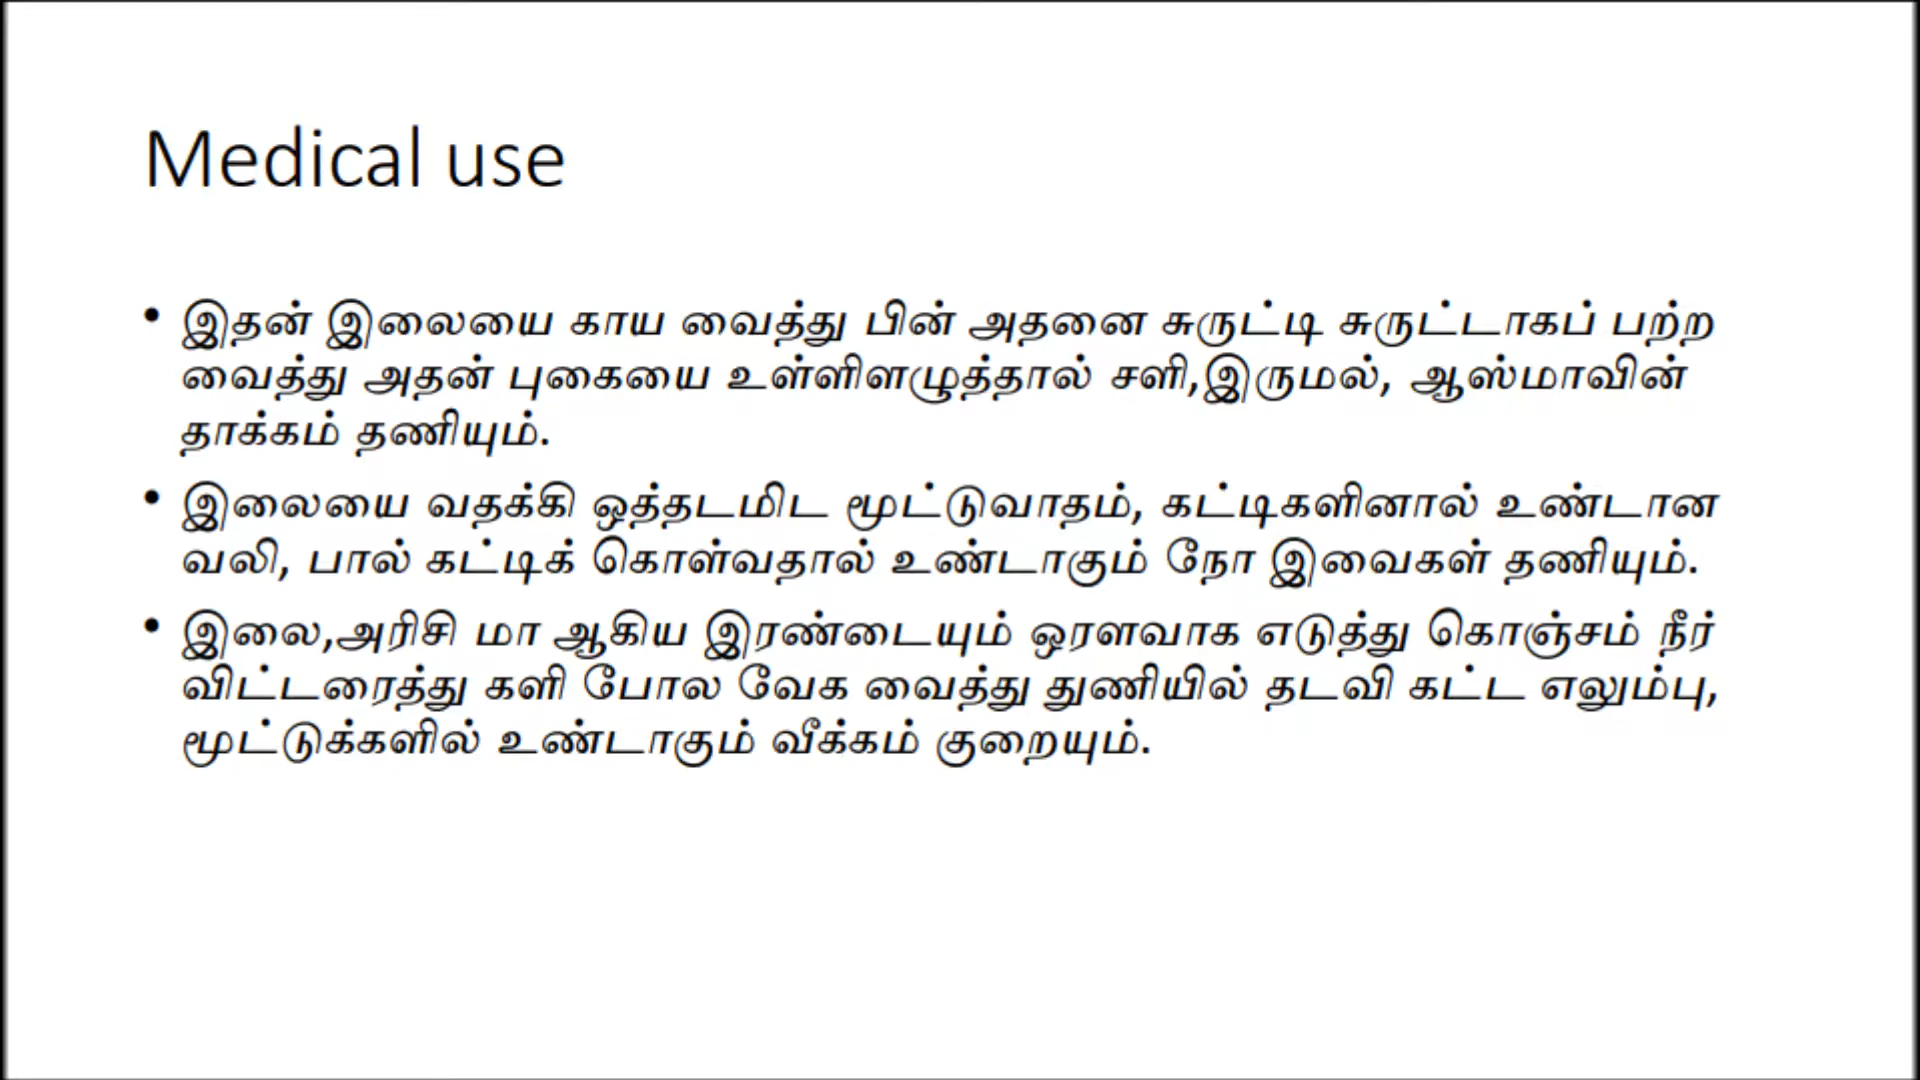 Medical use
• இதன் இலையை காய வைத்து பின் அதனை சுருட்டி சுருட்டாகப் பற்ற
வைத்து அதன் புகையை உள்ளிளழுத்தால் சளி,இருமல், ஆஸ்மாவின்
தாக்கம் தணியும்.
• இலையை வதக்கி ஒத்தடமிட மூட்டுவாதம், கட்டிகளினால் உண்டான
வலி, பால் கட்டிக் கொள்வதால் உண்டாகும் நோ இவைகள் தணியும்.
• இலை,அரிசி மா ஆகிய இரண்டையும் ஒரளவாக எடுத்து கொஞ்சம் நீர்
விட்டரைத்து களி போல வேக வைத்து துணியில் தடவி கட்ட எலும்பு,
மூட்டுக்களில் உண்டாகும் வீக்கம் குறையும்.